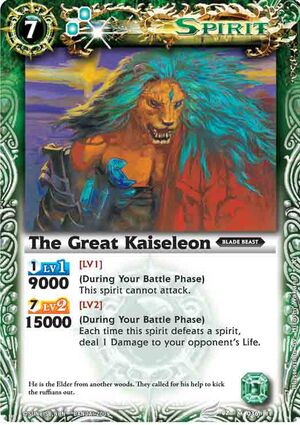 7
SPIRIT
The Great Kaiseleon
BLADE BEAST
1 LV1
9000
[LV1]
(During Your Battle Phase)
This spirit cannot attack.
7 LV2
15000
[LV2]
(During Your Battle Phase)
Each time this spirit defeats a spirit,
deal 1 Damage to your opponent's Life.
He is the Elder from another woods. They called for his help to kick
the ruffians out.